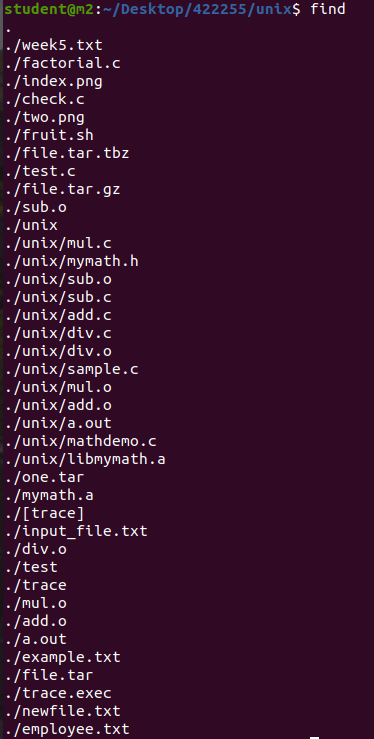 student@m2:~/Desktop/422255/unix$ find
.
./week5.txt
./factorial.c
./index.png
./check.c
./two.png
./fruit.sh
./file.tar.tbz
./test.c
./file.tar.gz
./sub.o
./unix
./unix/mul.c
./unix/mymath.h
./unix/sub.o
./unix/sub.c
./unix/add.c
./unix/div.c
./unix/div.o
./unix/sample.c
./unix/mul.o
./unix/add.o
./unix/a.out
./unix/mathdemo.c
./unix/libmymath.a
./one.tar
./mymath.a
./[trace]
./input_file.txt
./div.o
./test
./trace
./mul.o
./add.o
./a.out
./example.txt
./file.tar
./trace.exec
./newfile.txt
./employee.txt